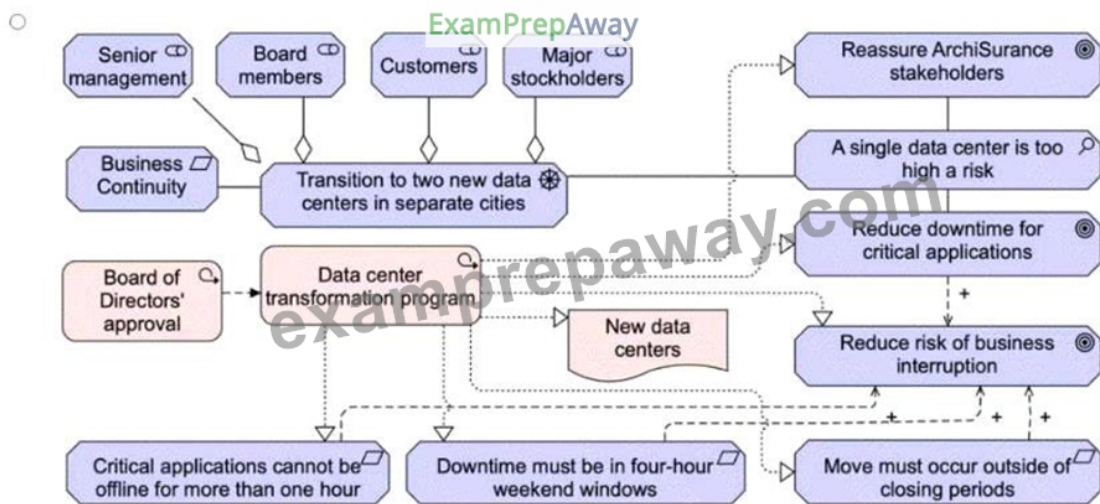 ExamPrepAway
Senior
management
Board
members
Customers
Major
stockholders
Reassure ArchiSurance
stakeholders
Business
Continuity
Transition to two new data
centers in separate cities
A single data center is too
high a risk
Reduce downtime for
critical applications
Board of
Directors'
approval
Data center
transformation program
New data
centers
+
Reduce risk of business
interruption
+
+
+
Critical applications cannot be
offline for more than one hour
Downtime must be in four-hour
weekend windows
Move must occur outside of
closing periods
examprepaway.com